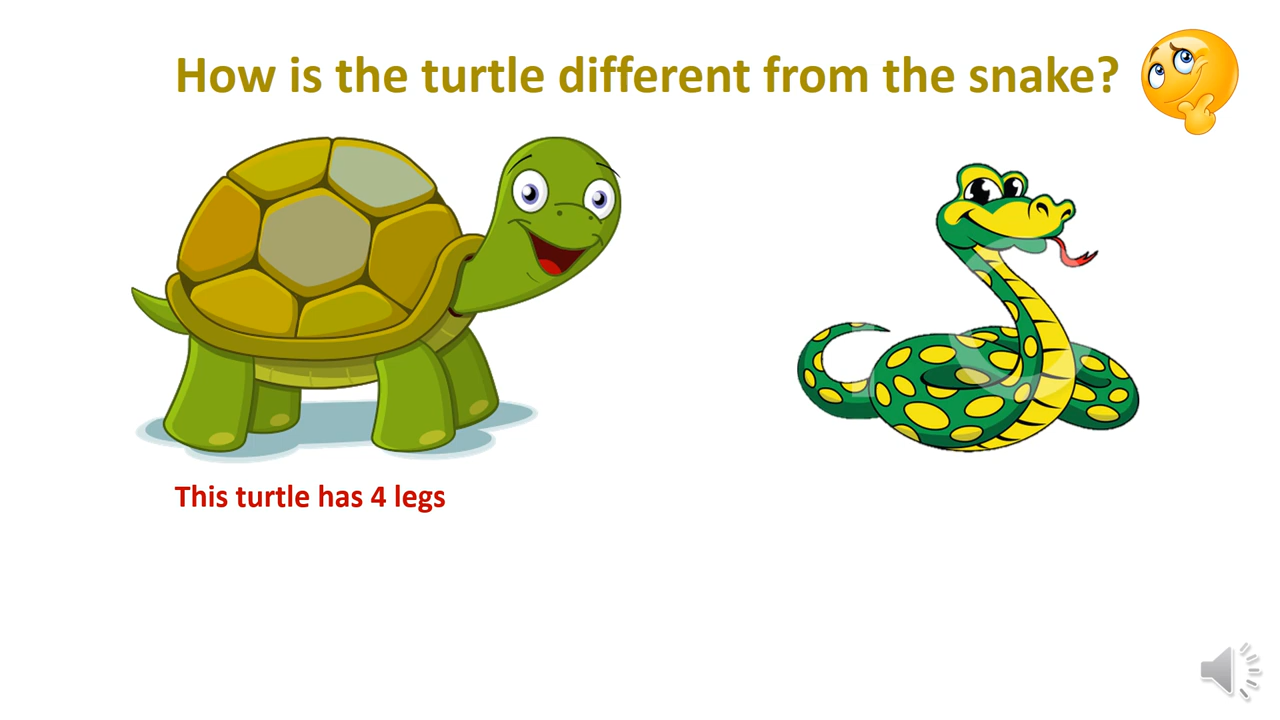 How is the turtle different from the snake?
This turtle has 4 legs